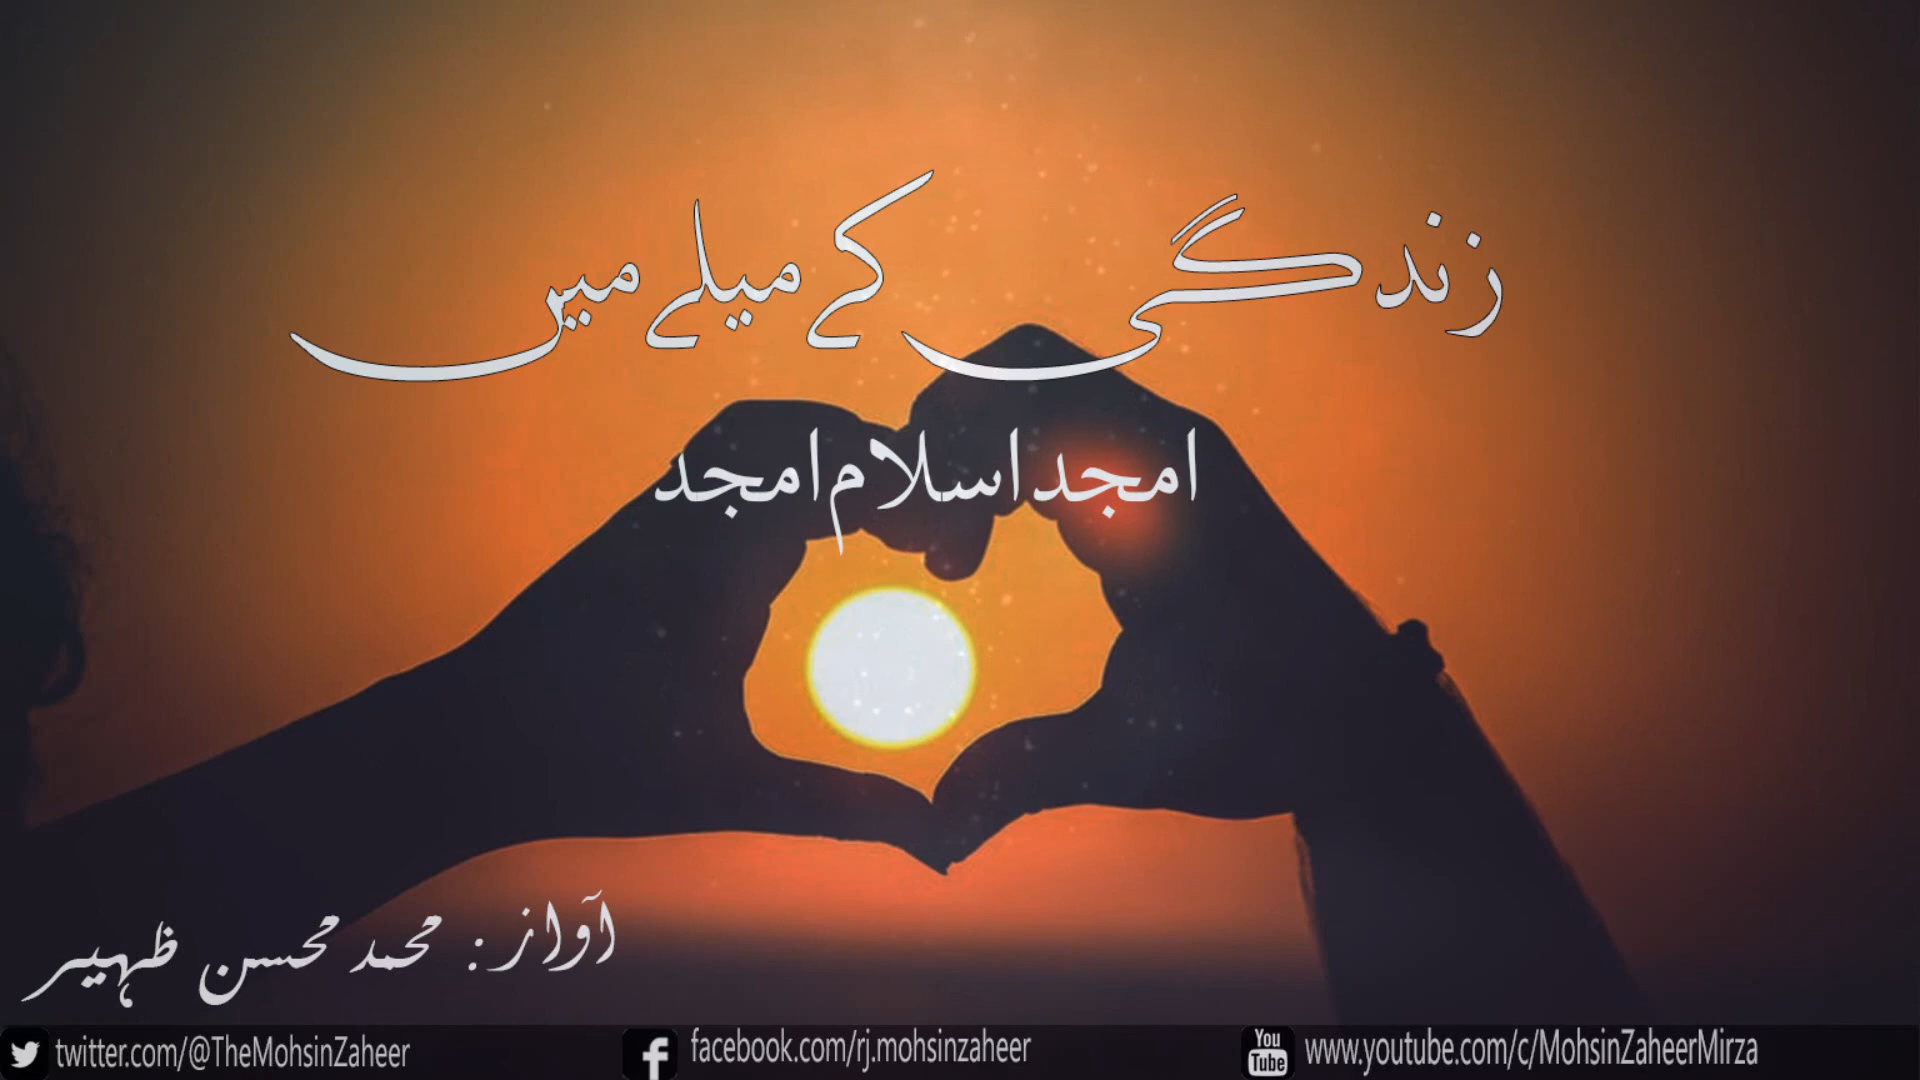 زندگی کے میلے میں
امجد اسلام امجد
آواز : محمد محسن ظہیر
twitter.com/@TheMohsinZaheer
facebook.com/rj.mohsinzaheer
You Tube www.youtube.com/c/MohsinZaheerMirza